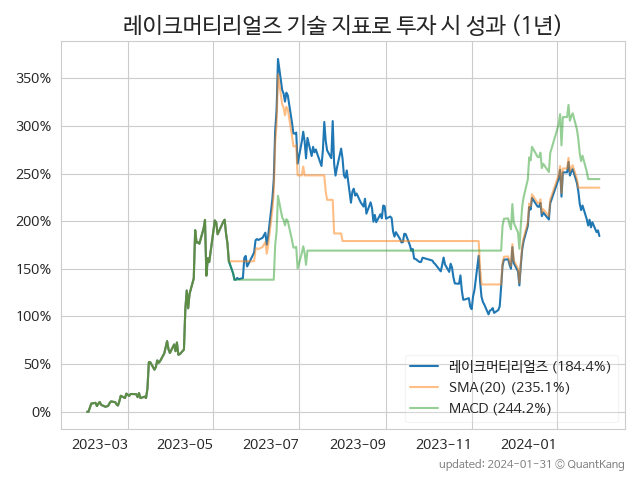 레이크머티리얼즈 기술 지표로 투자 시 성과 (1년)
350%
300%
250%
200%
150%
100%
50%
0%
레이크머티리얼즈 (184.4%)
SMA(20) (235.1%)
MACD (244.2%)
2023-03 2023-05 2023-07 2023-09 2023-11 2024-01
updated: 2024-01-31 © QuantKang